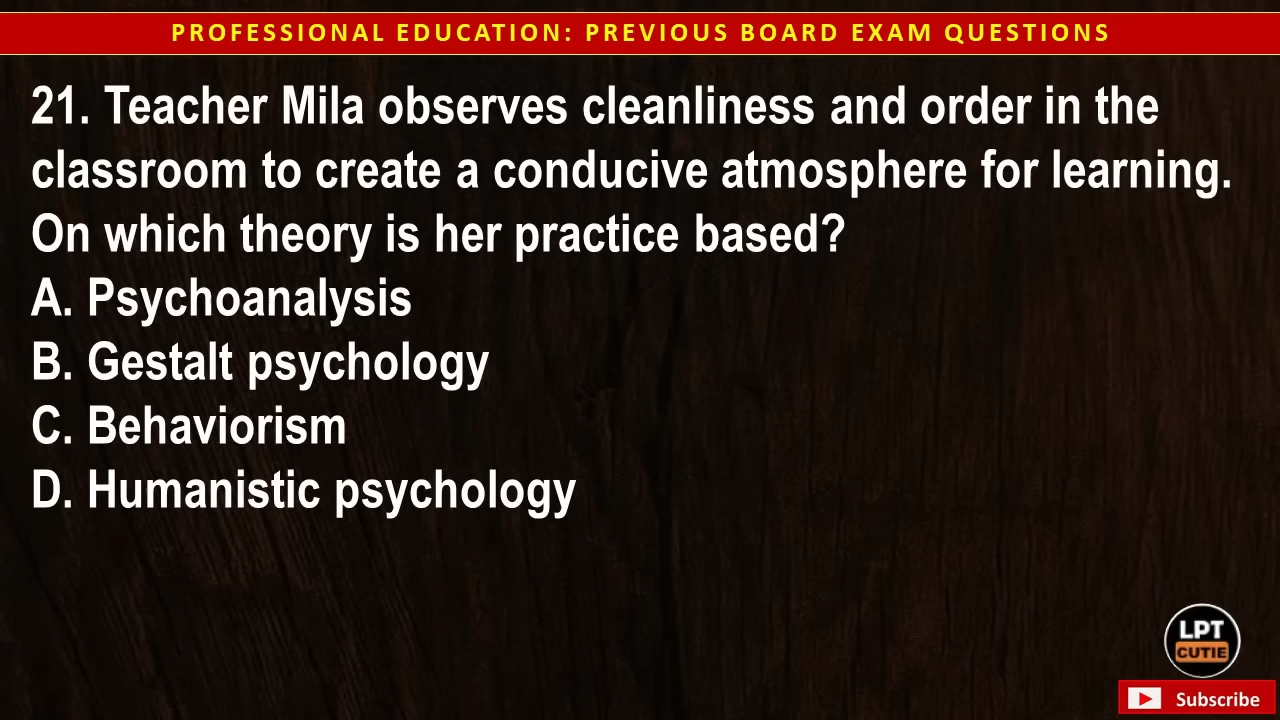 PROFESSIONAL EDUCATION: PREVIOUS BOARD EXAM QUESTIONS
21. Teacher Mila observes cleanliness and order in the
classroom to create a conducive atmosphere for learning.
On which theory is her practice based?
A. Psychoanalysis
B. Gestalt psychology
C. Behaviorism
D. Humanistic psychology
LPT
CUTIE
Subscribe